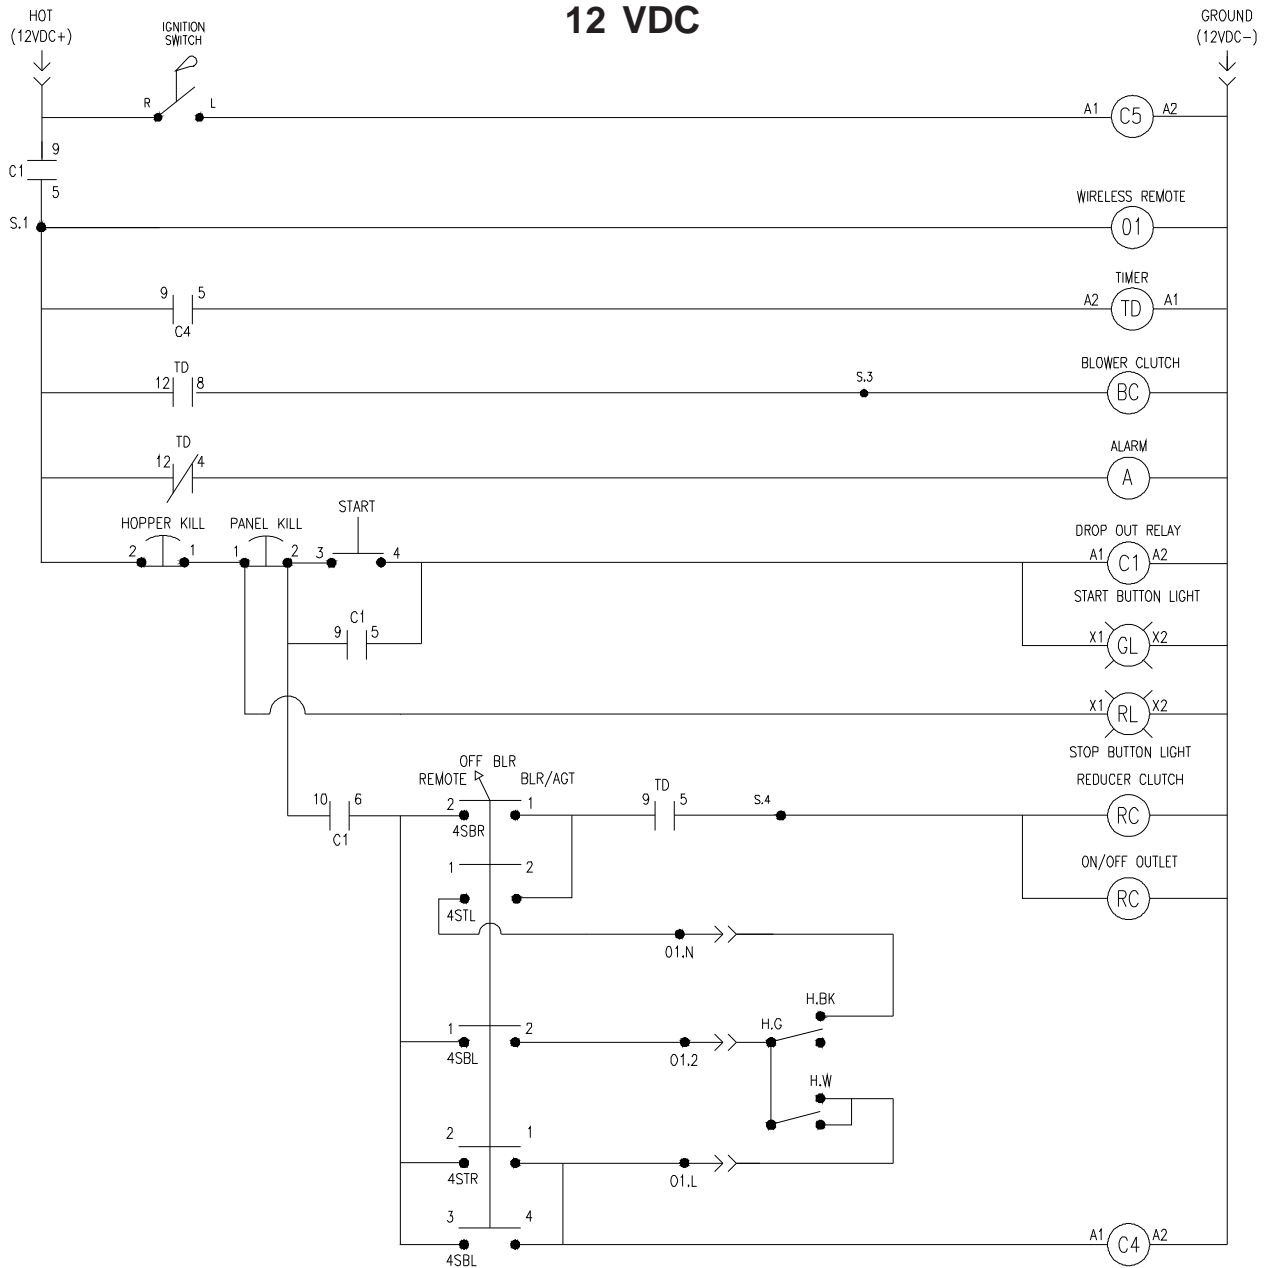 12 VDC
HOT
(12VDC+)
IGNITION
SWITCH
GROUND
(12VDC-)
R L
A1 C5 A2
9
C1
5
S.1
WIRELESS REMOTE
01
TIMER
9 5
C4
A2 TD A1
TD
12 8
S.3
BLOWER CLUTCH
BC
TD
12 4
ALARM
A
START
HOPPER KILL PANEL KILL
2 1 1 2 3 4
DROP OUT RELAY
A1 C1 A2
START BUTTON LIGHT
C1
9 5
X1 GL X2
X1 RL X2
STOP BUTTON LIGHT
OFF BLR
REMOTE BLR/AGT
TD
REDUCER CLUTCH
10 6
C1
2 1
4SBR
9 5
S.4
RC
ON/OFF OUTLET
1 2
4STL
RC
01.N
H.BK
H.G
1 2
4SBL
01.2
H.W
2 1
4STR
01.L
3 4
4SBL
A1 C4 A2